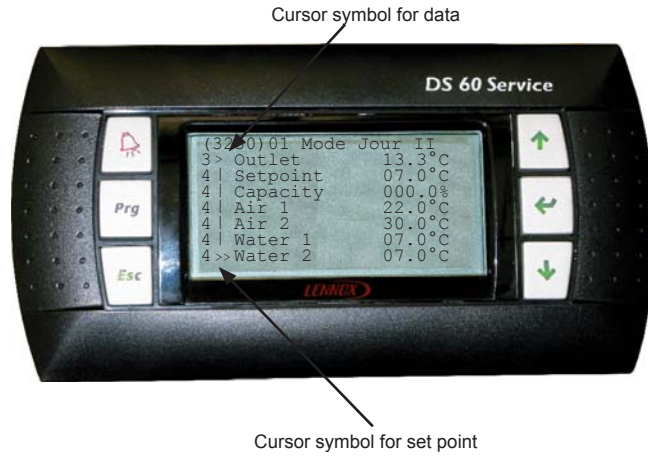 Cursor symbol for data
DS 60 Service
(3230)01 Mode Jour II
3> Outlet 13.3°C
4| Setpoint 07.0°C
4| Capacity 000.0%
Prg
4| Air 1 22.0°C
4| Air 2 30.0°C
4| Water 1 07.0°C
4>>Water 2 07.0°C
Esc
LENNOX
Cursor symbol for set point